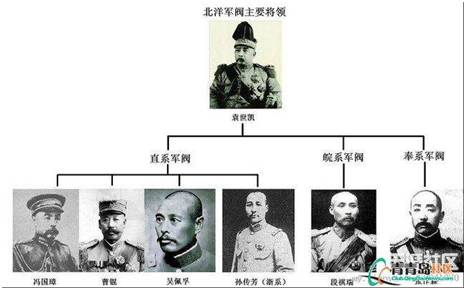 北洋军阀主要将领
袁世凯
直系军阀
皖系军阀
奉系军阀
冯国璋
曹锟
吴佩孚
孙传芳（浙系）
段祺瑞
青青岛社区